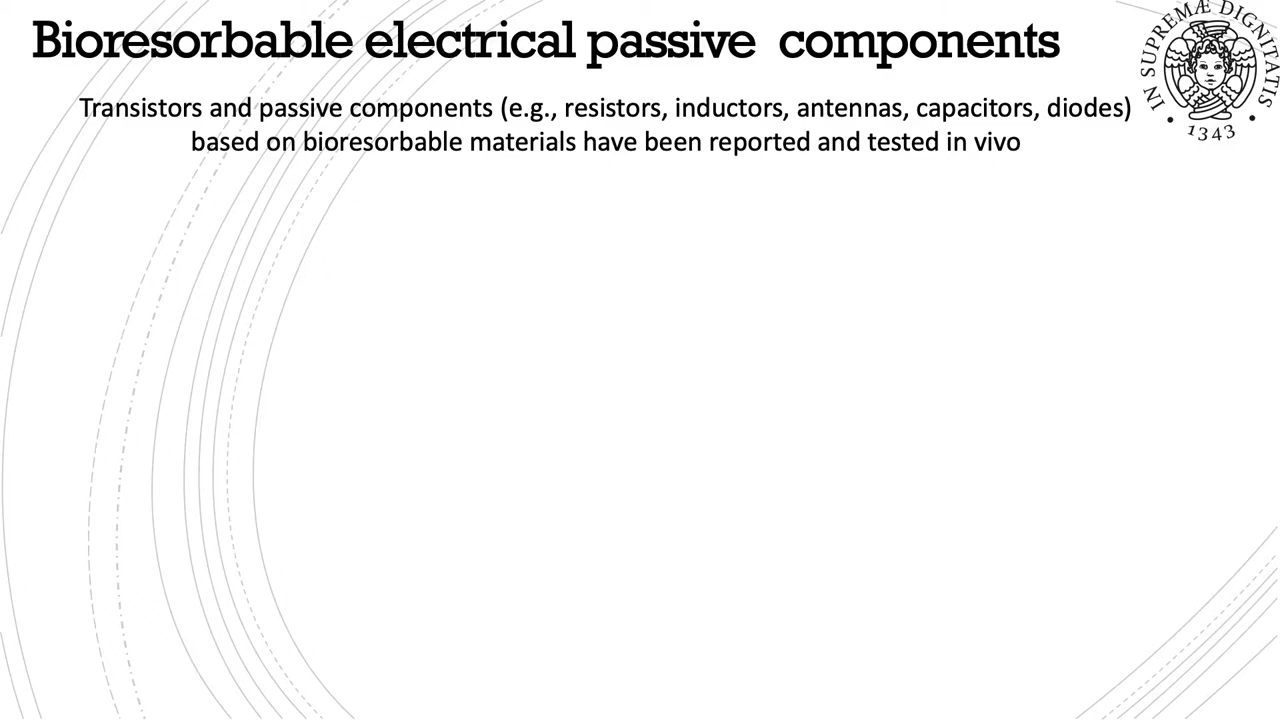 Bioresorbable electrical passive components
Transistors and passive components (e.g., resistors, inductors, antennas, capacitors, diodes)
based on bioresorbable materials have been reported and tested in vivo
IN SUPREMÆ DIGNITATIS
• 1343 •